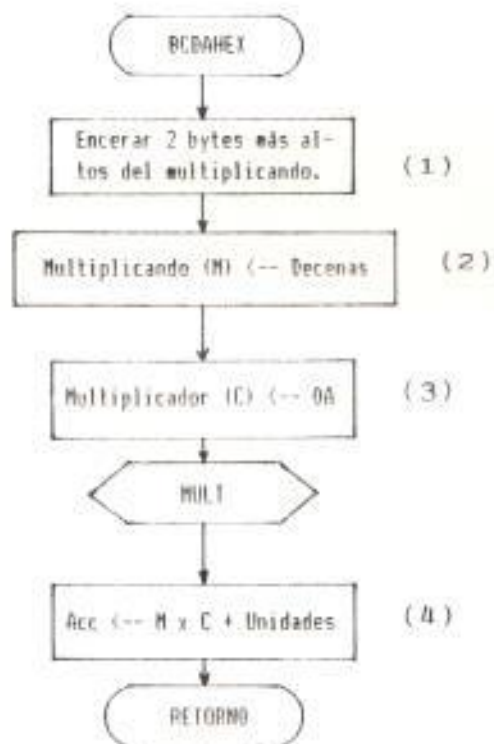 BCDAHEX
Encerar 2 bytes más al-
tos del multiplicando.
(1)
Multiplicando (M) <-- Decenas
(2)
Multiplicador (C) <-- 0A
(3)
MULT
Acc <-- M x C + Unidades
(4)
RETORNO